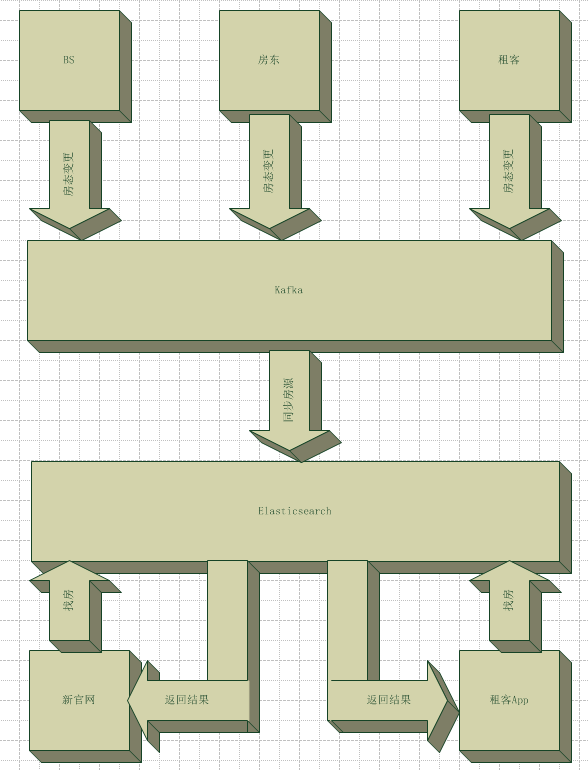 BS
房东
租客
房态变更
房态变更
房态变更
Kafka
同步房源
Elasticsearch
找房
找房
新官网
返回结果
返回结果
租客App